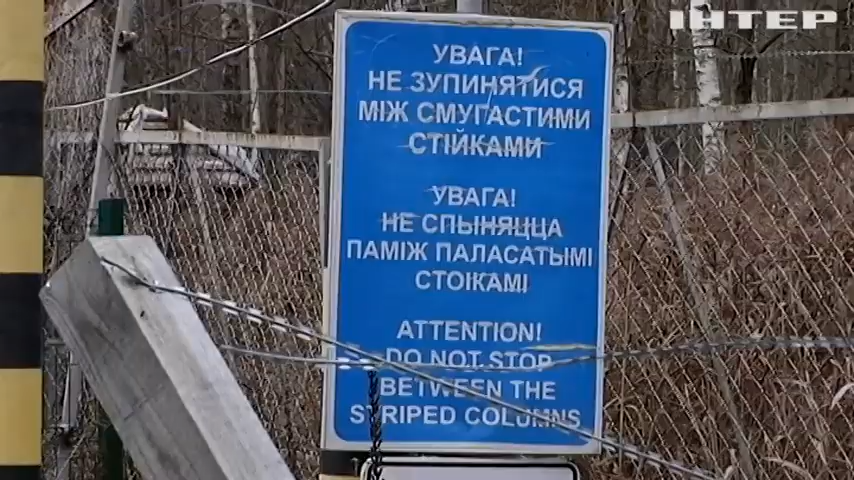 ІНТЕР
УВАГА!
НЕ ЗУПИНЯТИСЯ
МІЖ СМУГАСТИМИ
СТІЙКАМИ
УВАГА!
НЕ СПЫНЯЦЦА
ПАМІЖ ПАЛАСАТЫМІ
СТОІКАМІ
ATTENTION!
DO NOT STOP
BETWEEN THE
STRIPED COLUMNS